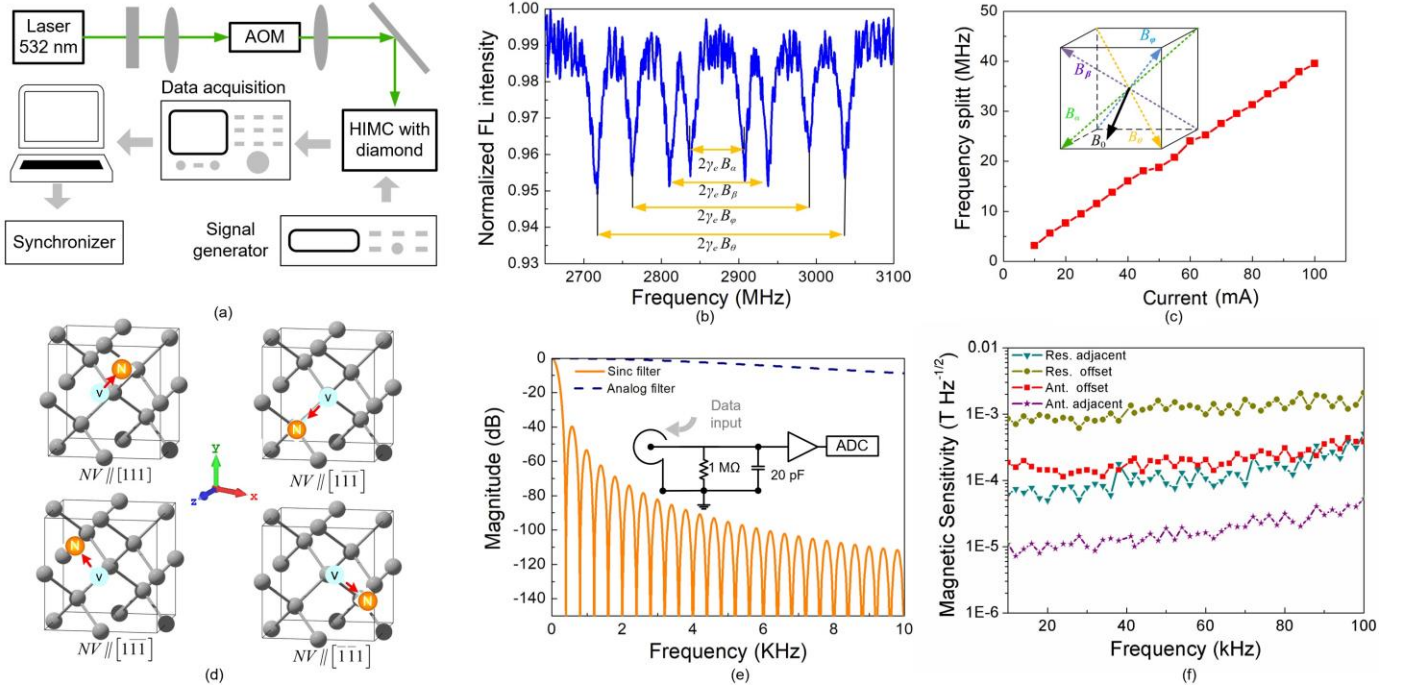 Laser
532 nm
AOM
Data acquisition
HIMC with
diamond
Synchronizer
Signal
generator
(a)
Normalized FL intensity
1.00
0.99
0.98
0.97
0.96
0.95
0.94
0.93
2γₑBα
2γₑBβ
2γₑBφ
2γₑBθ
2700 2800 2900 3000 3100
Frequency (MHz)
(b)
Frequency splitt (MHz)
50
40
30
20
10
0
Bφ
Bβ
Bα
B₀
Bθ
0 20 40 60 80 100
Current (mA)
(c)
N
V
NV // [111]
V
N
NV // [1̅1̅1]
y
z
x
N
V
NV // [11̅1̅]
V
N
NV // [1̅1̅1]
(d)
Magnitude (dB)
0
-20
-40
-60
-80
-100
-120
-140
Sinc filter
Analog filter
Data
input
1 MΩ
20 pF
ADC
0 2 4 6 8 10
Frequency (KHz)
(e)
Magnetic Sensitivity (T Hz⁻¹/²)
0.01
1E-3
1E-4
1E-5
1E-6
Res. adjacent
Res. offset
Ant. offset
Ant. adjacent
20 40 60 80 100
Frequency (kHz)
(f)